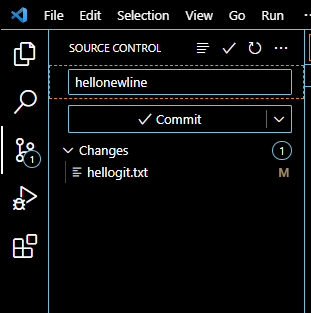 File Edit Selection View Go Run
SOURCE CONTROL
hellonewline
Commit
Changes 1
hellogit.txt M
1